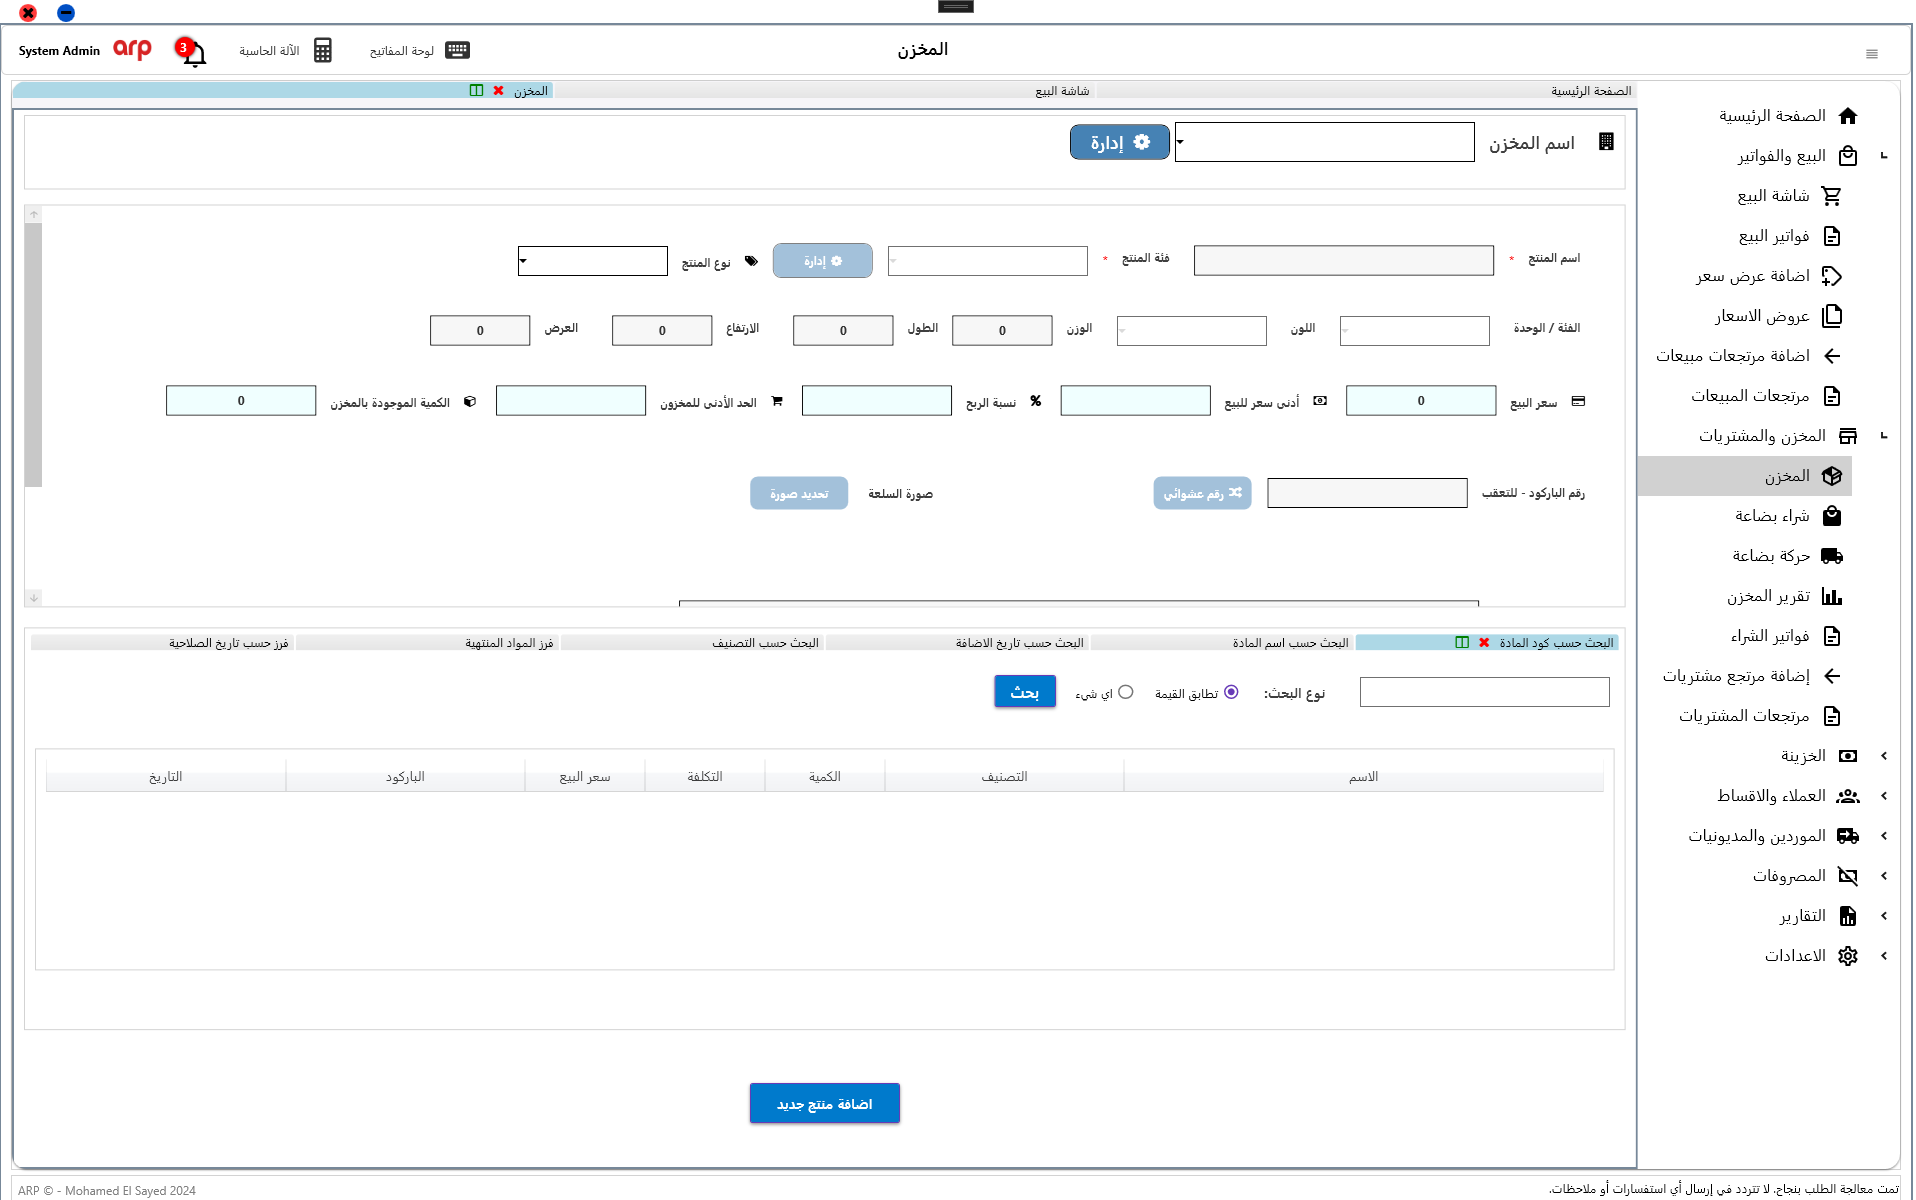 المخزن
لوحة المفاتيح
الآلة الحاسبة
3
arp
System Admin
الصفحة الرئيسية
شاشة البيع
المخزن
الصفحة الرئيسية
البيع والفواتير
شاشة البيع
فواتير البيع
اضافة عرض سعر
عروض الاسعار
اضافة مرتجعات مبيعات
مرتجعات المبيعات
المخزن والمشتريات
المخزن
شراء بضاعة
حركة بضاعة
تقرير المخزن
فواتير الشراء
إضافة مرتجع مشتريات
مرتجعات المشتريات
الخزينة
العملاء والاقساط
الموردين والمديونيات
المصروفات
التقارير
الاعدادات
اسم المخزن
إدارة
اسم المنتج *
فئة المنتج *
إدارة
نوع المنتج
الفئة / الوحدة
اللون
الوزن 0
الطول 0
الارتفاع 0
العرض 0
سعر البيع 0
أدنى سعر للبيع
نسبة الربح
الحد الأدنى للمخزون
الكمية الموجودة بالمخزن 0
رقم الباركود - للتعقب
رقم عشوائي
صورة السلعة
تحديد صورة
البحث حسب كود المادة
البحث حسب اسم المادة
البحث حسب تاريخ الاضافة
البحث حسب التصنيف
فرز المواد المنتهية
فرز حسب تاريخ الصلاحية
نوع البحث:
تطابق القيمة
اي شيء
بحث
الاسم
التصنيف
الكمية
التكلفة
سعر البيع
الباركود
التاريخ
اضافة منتج جديد
تمت معالجة الطلب بنجاح. لا تتردد في إرسال أي استفسارات أو ملاحظات.
ARP © - Mohamed El Sayed 2024